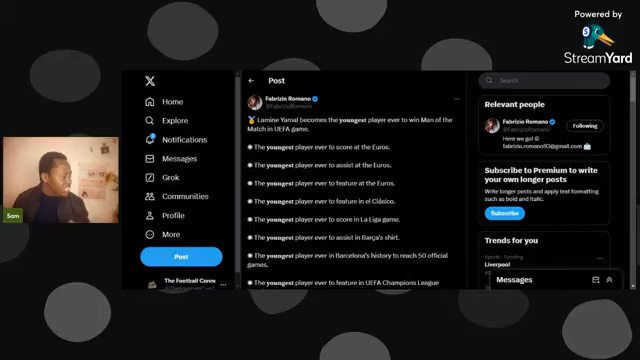 Powered by
StreamYard
Post
Search
Home
Explore
Notifications
Messages
Grok
Communities
Profile
More
Post
The Football Conn
Sam
Fabrizio Romano
@FabrizioRomano
Lamine Yamal becomes the youngest player ever to win Man of the
Match in UEFA game.
The youngest player ever to score at the Euros.
The youngest player ever to assist at the Euros.
The youngest player ever to feature at the Euros.
The youngest player ever to feature in el Clásico.
The youngest player ever to score in La Liga game.
The youngest player ever to assist in Barça's shirt.
The youngest player ever in Barcelona's history to reach 50 official
games.
The youngest player ever to feature in UEFA Champions League
Relevant people
Fabrizio Romano
@FabrizioRomano
Following
Here we go! ©
fabrizio.romano90@gmail.com
Subscribe to Premium to write
your own longer posts
Write longer posts and apply text formatting
such as bold and italic.
Subscribe
Trends for you
Sports · Trending
Liverpool
Messages